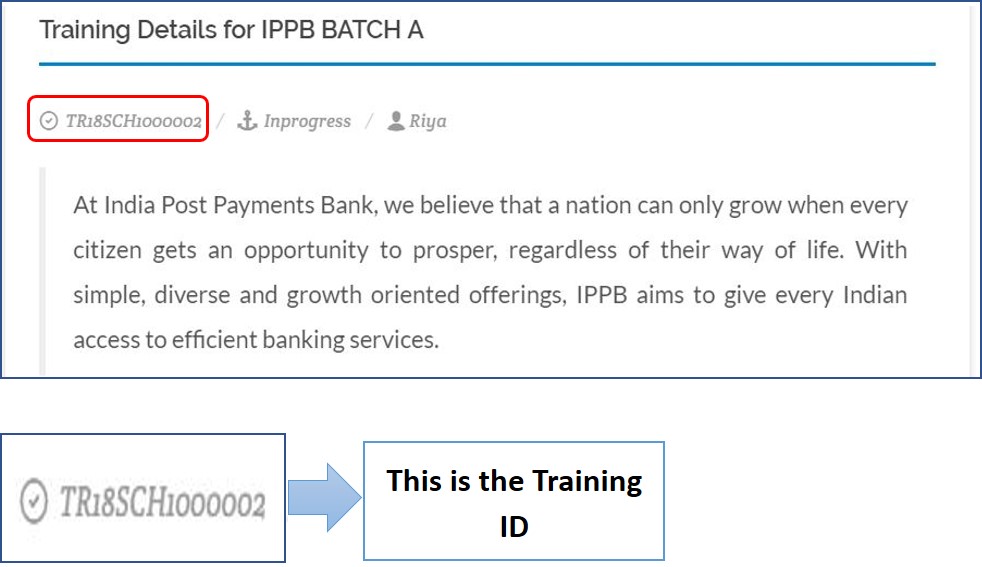 Training Details for IPPB BATCH A
TR18SCH1000002 / Inprogress / Riya
At India Post Payments Bank, we believe that a nation can only grow when every
citizen gets an opportunity to prosper, regardless of their way of life. With
simple, diverse and growth oriented offerings, IPPB aims to give every Indian
access to efficient banking services.
TR18SCH1000002
This is the Training
ID